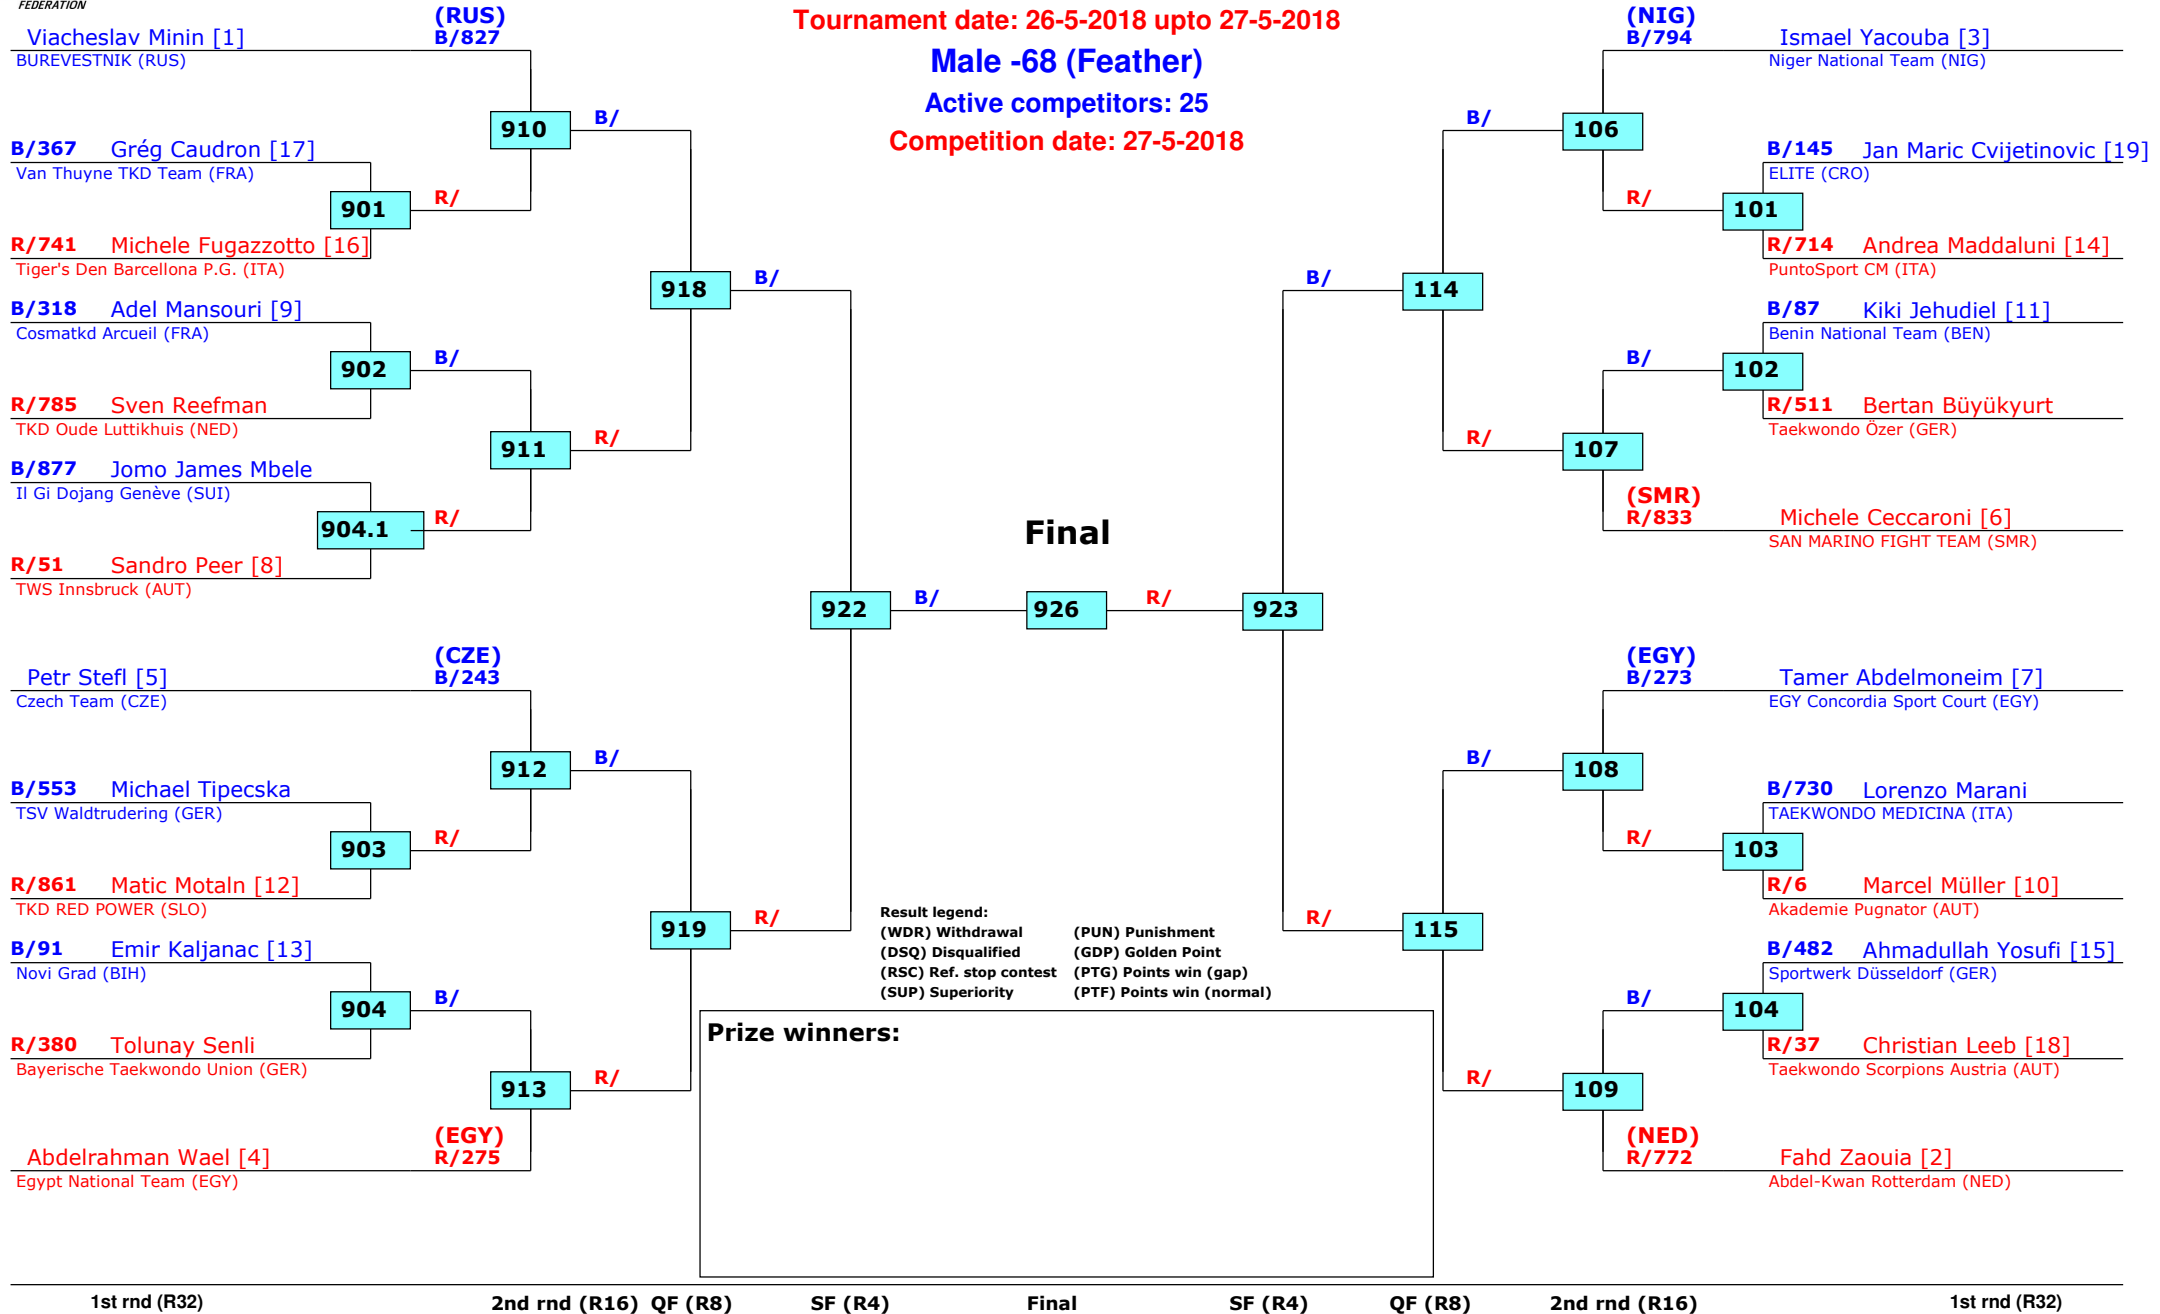 FEDERATION
Tournament date: 26-5-2018 upto 27-5-2018
Male -68 (Feather)
Active competitors: 25
Competition date: 27-5-2018
(RUS)
Viacheslav Minin [1]
B/827
BUREVESTNIK (RUS)
910
B/
B/367 Grég Caudron [17]
Van Thuyne TKD Team (FRA)
901
R/
R/741 Michele Fugazzotto [16]
Tiger's Den Barcellona P.G. (ITA)
918
B/
B/318 Adel Mansouri [9]
Cosmatkd Arcueil (FRA)
902
B/
R/785 Sven Reefman
TKD Oude Luttikhuis (NED)
911
R/
B/877 Jomo James Mbele
Il Gi Dojang Genève (SUI)
904.1
R/
R/51 Sandro Peer [8]
TWS Innsbruck (AUT)
922
B/
(CZE)
Petr Stefl [5]
B/243
Czech Team (CZE)
912
B/
B/553 Michael Tipecska
TSV Waldtrudering (GER)
903
R/
R/861 Matic Motaln [12]
TKD RED POWER (SLO)
919
R/
B/91 Emir Kaljanac [13]
Novi Grad (BIH)
904
B/
R/380 Tolunay Senli
Bayerische Taekwondo Union (GER)
913
R/
(EGY)
Abdelrahman Wael [4]
R/275
Egypt National Team (EGY)
Final
926
R/
923
(NIG)
B/794
Ismael Yacouba [3]
Niger National Team (NIG)
B/
106
B/145 Jan Maric Cvijetinovic [19]
ELITE (CRO)
R/
101
R/714 Andrea Maddaluni [14]
PuntoSport CM (ITA)
B/
114
B/87 Kiki Jehudiel [11]
Benin National Team (BEN)
B/
102
R/511 Bertan Büyükyurt
Taekwondo Özer (GER)
R/
107
(SMR)
R/833
Michele Ceccaroni [6]
SAN MARINO FIGHT TEAM (SMR)
(EGY)
B/273
Tamer Abdelmoneim [7]
EGY Concordia Sport Court (EGY)
B/
108
B/730 Lorenzo Marani
TAEKWONDO MEDICINA (ITA)
R/
103
R/6 Marcel Müller [10]
Akademie Pugnator (AUT)
R/
115
B/482 Ahmadullah Yosufi [15]
Sportwerk Düsseldorf (GER)
B/
104
R/37 Christian Leeb [18]
Taekwondo Scorpions Austria (AUT)
R/
109
(NED)
R/772
Fahd Zaouia [2]
Abdel-Kwan Rotterdam (NED)
Result legend:
(WDR) Withdrawal (PUN) Punishment
(DSQ) Disqualified (GDP) Golden Point
(RSC) Ref. stop contest (PTG) Points win (gap)
(SUP) Superiority (PTF) Points win (normal)
Prize winners:
1st rnd (R32) 2nd rnd (R16) QF (R8) SF (R4) Final SF (R4) QF (R8) 2nd rnd (R16) 1st rnd (R32)